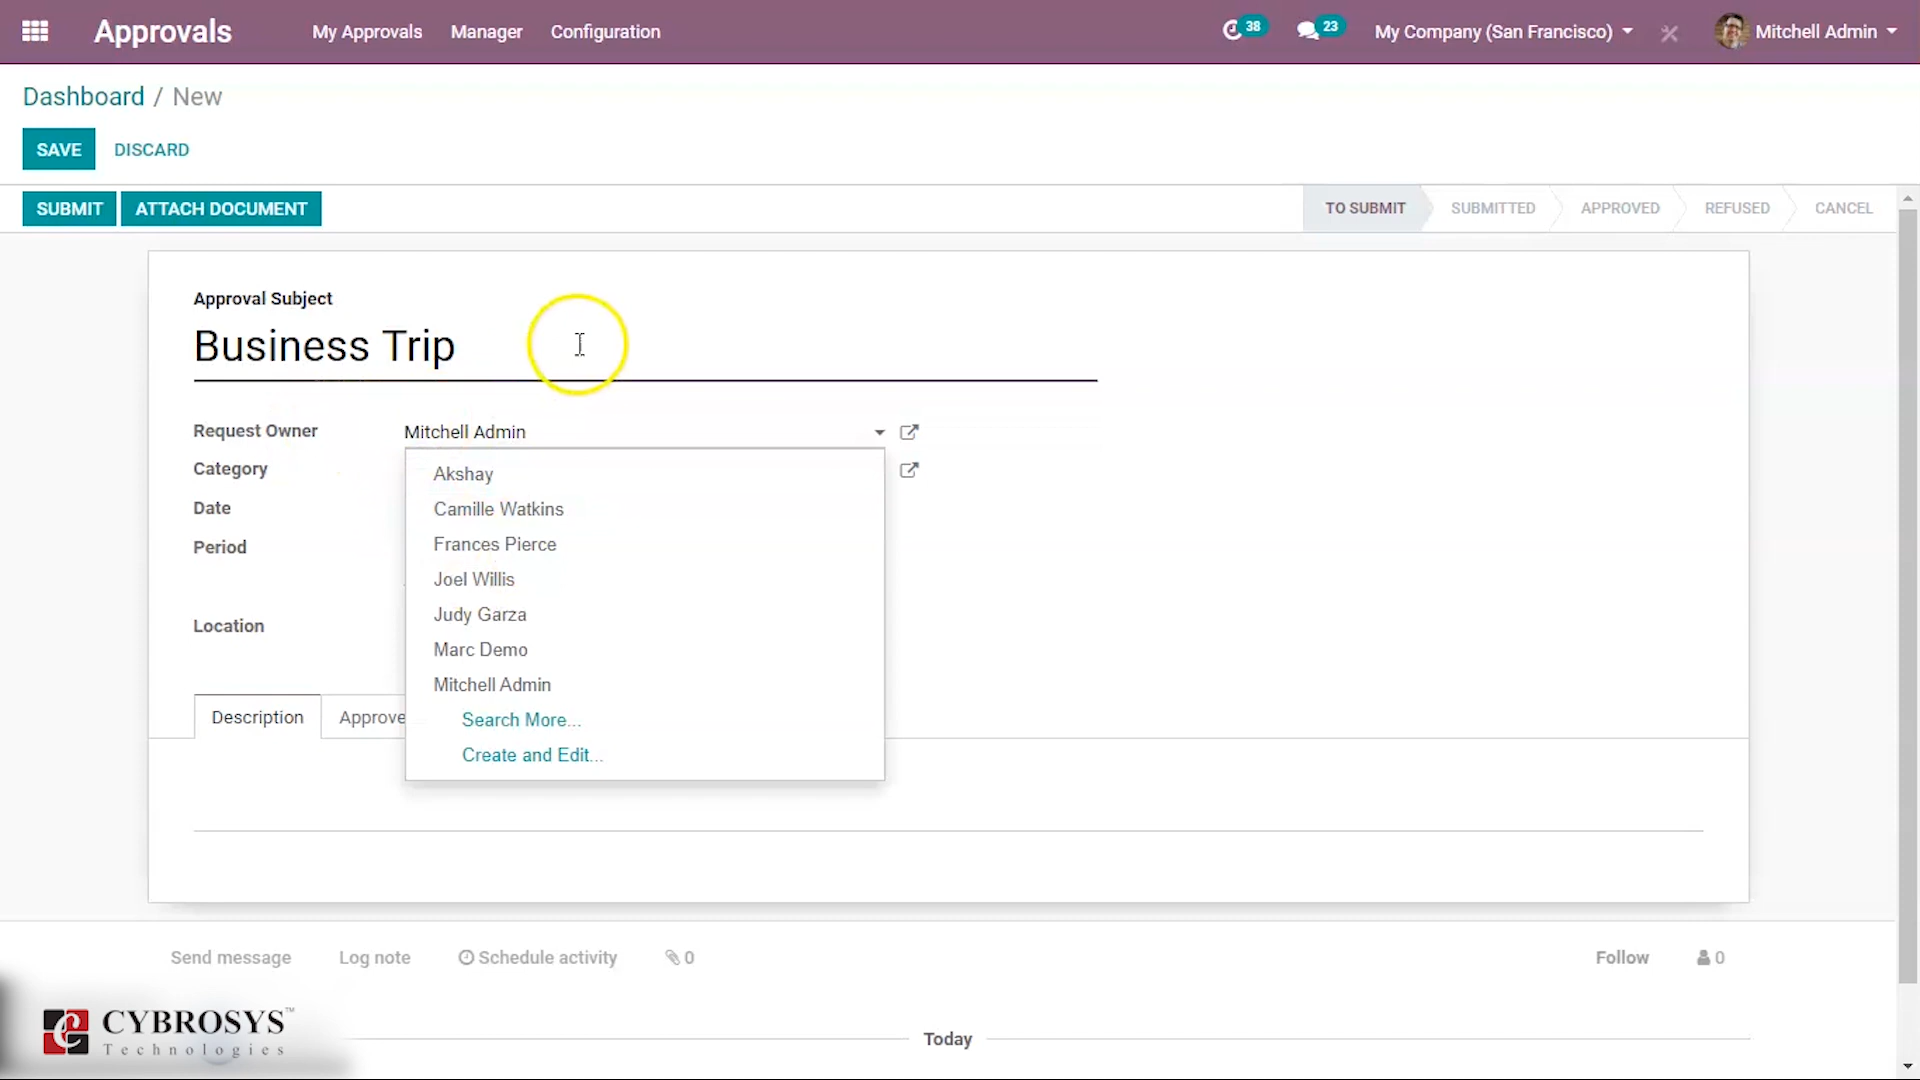 Approvals My Approvals Manager Configuration 38 23 My Company (San Francisco) Mitchell Admin
Dashboard / New
SAVE DISCARD
SUBMIT ATTACH DOCUMENT TO SUBMIT SUBMITTED APPROVED REFUSED CANCEL
Approval Subject
Business Trip
Request Owner Mitchell Admin
Category
Date
Period
Location
Akshay
Camille Watkins
Frances Pierce
Joel Willis
Judy Garza
Marc Demo
Mitchell Admin
Search More...
Create and Edit...
Description Approve
Send message Log note Schedule activity 0 Follow 0
CYBROSYS™
Technologies
Today